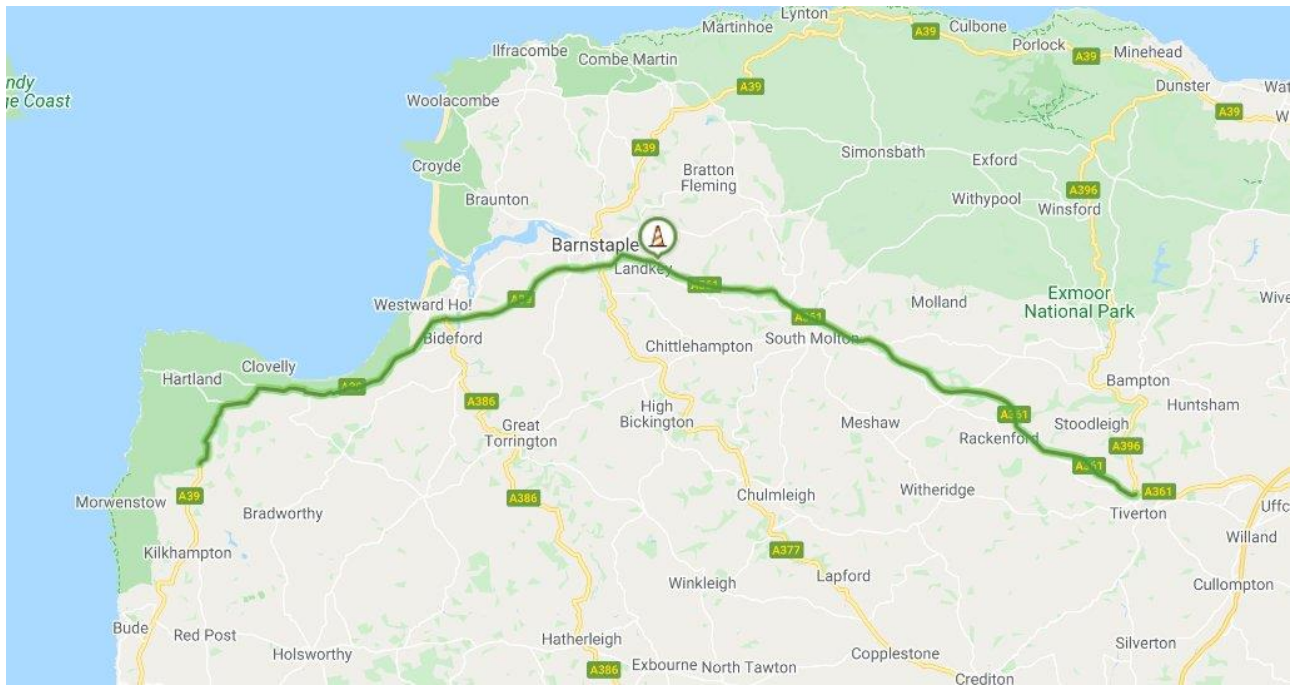 Lynton
Culbone
Martinhoe
A39
Porlock
Minehead
Ilfracombe
Combe Martin
A39
ndy
ge Coast
A39
Dunster
Wat
Woolacombe
A39
W
A39
Simonsbath
Exford
Croyde
Bratton
Fleming
A396
Withypool
Winsford
Braunton
Barnstaple
Landkey
A361
Molland
Exmoor
National Park
Wive
Westward Ho!
A39
A361
Bideford
South Molton
Chittlehampton
Clovelly
Hartland
A39
Bampton
A386
High
Bickington
Huntsham
Great
Torrington
Meshaw
A361
Stoodleigh
Rackenford
A396
A361
Morwenstow
A39
A386
Chulmleigh
Witheridge
A361
Bradworthy
Tiverton
Uffc
Willand
Kilkhampton
A377
Winkleigh
Lapford
Cullompton
Bude
Red Post
Holsworthy
Hatherleigh
Silverton
Copplestone
A386
Exbourne
North Tawton
Crediton